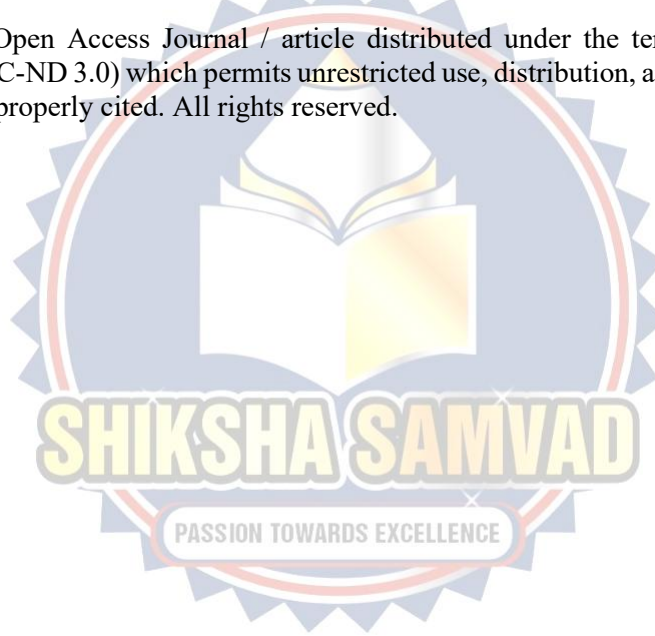 Open Access Journal / article distributed under the ter
C-ND 3.0) which permits unrestricted use, distribution, a
properly cited. All rights reserved.
SHIKSHA SAMVAD
PASSION TOWARDS EXCELLENCE